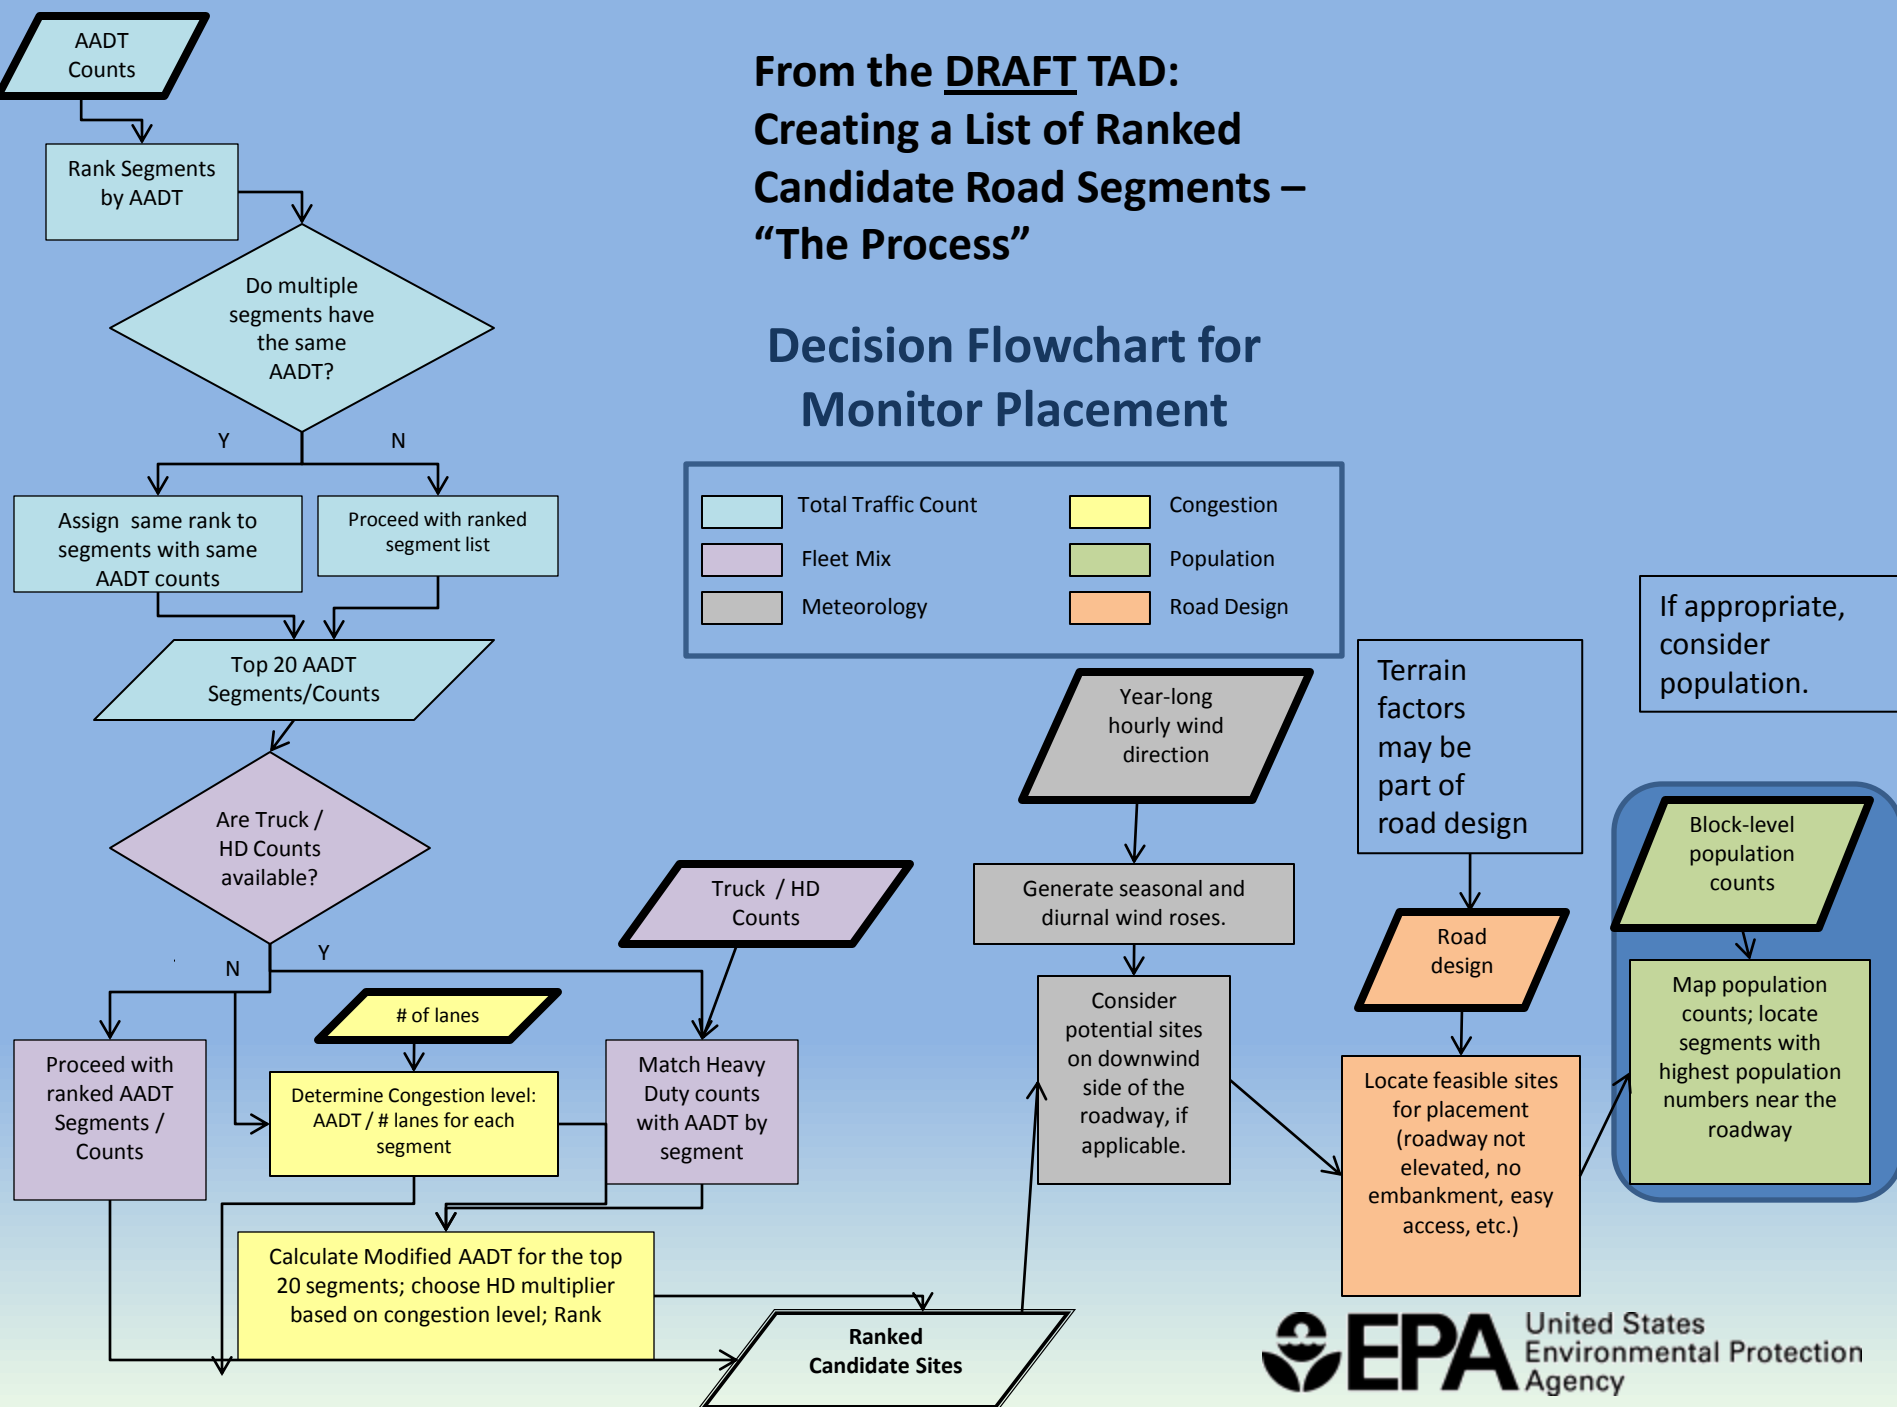 AADT
Counts
From the DRAFT TAD:
Creating a List of Ranked
Candidate Road Segments –
“The Process”
Rank Segments
by AADT
Do multiple
segments have
the same
AADT?
Decision Flowchart for
Monitor Placement
Y
N
Assign same rank to
segments with same
AADT counts
Proceed with ranked
segment list
Total Traffic Count
Congestion
Fleet Mix
Population
Meteorology
Road Design
If appropriate,
consider
population.
Top 20 AADT
Segments/Counts
Year-long
hourly wind
direction
Terrain
factors
may be
part of
road design
Are Truck /
HD Counts
available?
Block-level
population
counts
Truck / HD
Counts
Generate seasonal and
diurnal wind roses.
Road
design
N
Y
# of lanes
Consider
potential sites
on downwind
side of the
roadway, if
applicable.
Map population
counts; locate
segments with
highest population
numbers near the
roadway
Proceed with
ranked AADT
Segments /
Counts
Determine Congestion level:
AADT / # lanes for each
segment
Match Heavy
Duty counts
with AADT by
segment
Locate feasible sites
for placement
(roadway not
elevated, no
embankment, easy
access, etc.)
Calculate Modified AADT for the top
20 segments; choose HD multiplier
based on congestion level; Rank
Ranked
Candidate Sites
EPA
United States
Environmental Protection
Agency